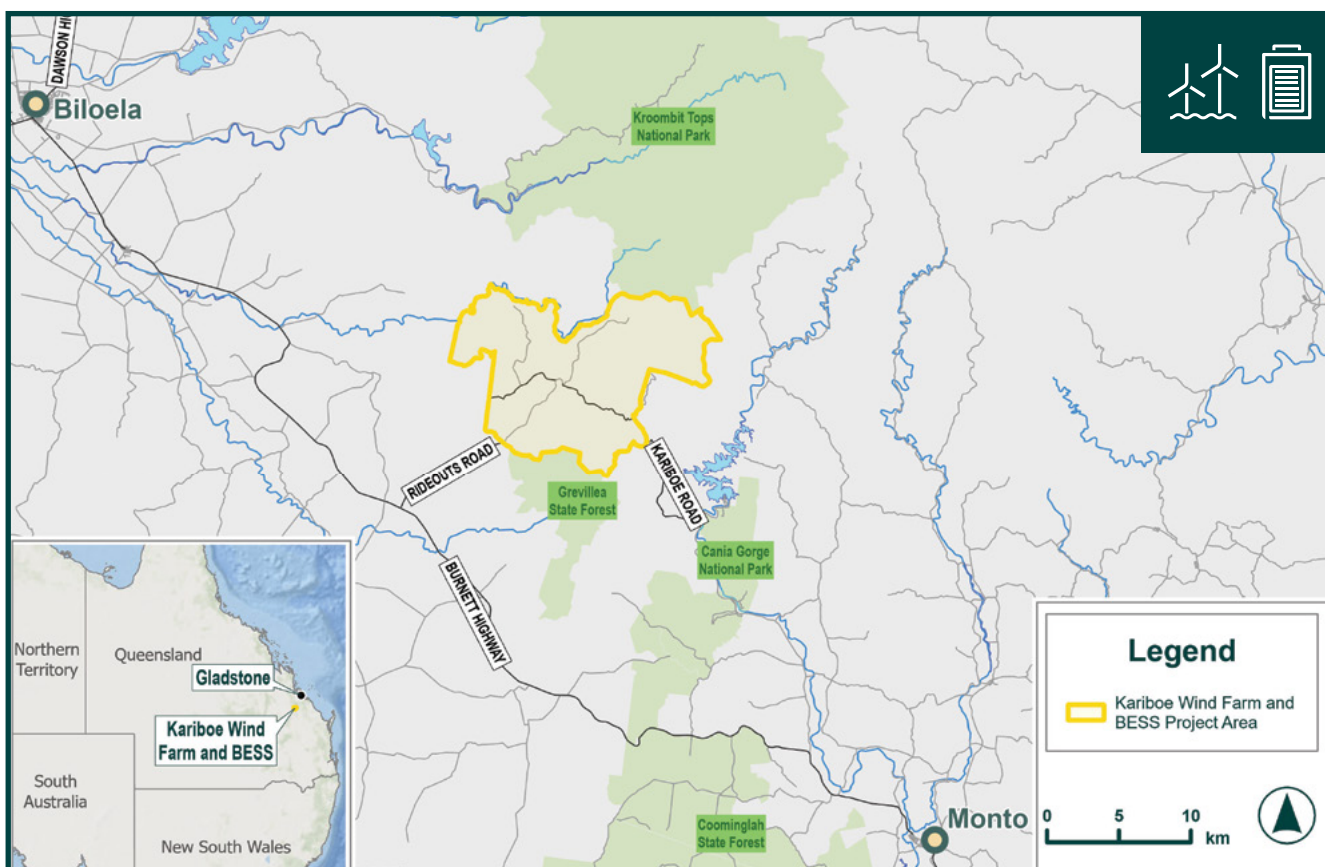 DAWSON HI
Biloela
Kroombit Tops
National Park
RIDEOUTS ROAD
KARIBOE ROAD
Grevillea
State Forest
Cania Gorge
National Park
BURNETT HIGHWAY
Northern
Territory
Queensland
Gladstone
Kariboe Wind
Farm and BESS
South
Australia
New South Wales
Coominglah
State Forest
Monto
Legend
Kariboe Wind Farm and
BESS Project Area
0 5 10
km